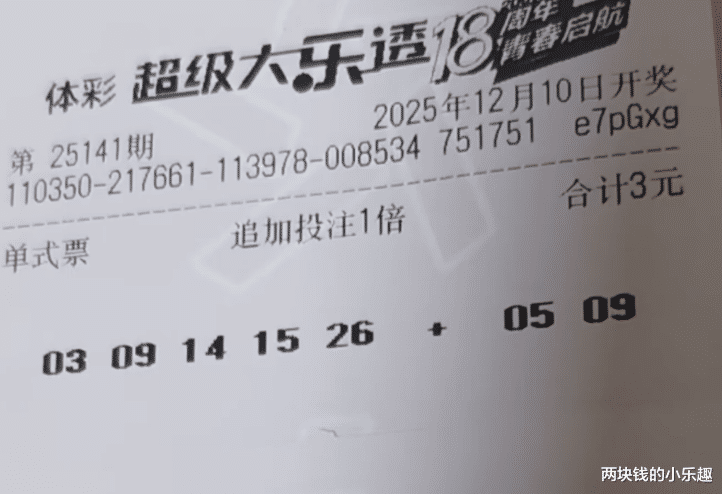 体彩 超级大乐透 18周年 青春启航
第 25141期 2025年12月10日开奖
110350-217661-113978-008534 751751 e7pGxg
单式票 追加投注1倍 合计3元
03 09 14 15 26 + 05 09
两块钱的小乐趣